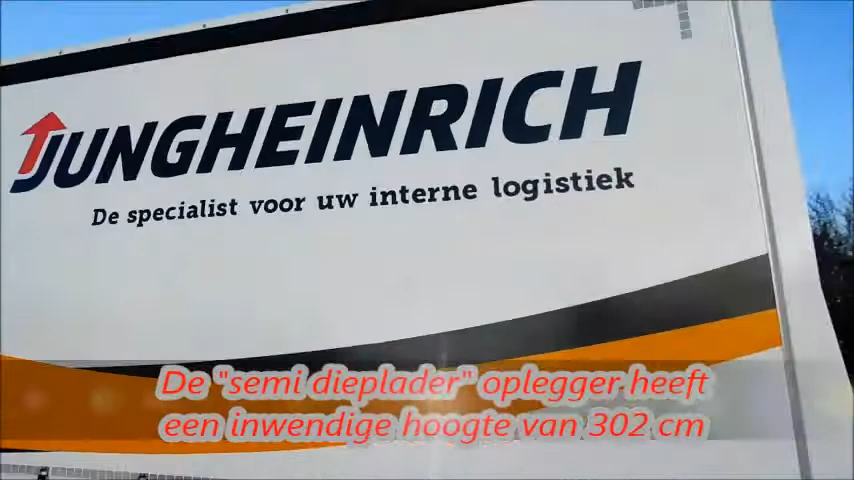 JUNGHEINRICH
De specialist voor uw interne logistiek
De "semi dieplader" oplegger heeft
een inwendige hoogte van 302 cm